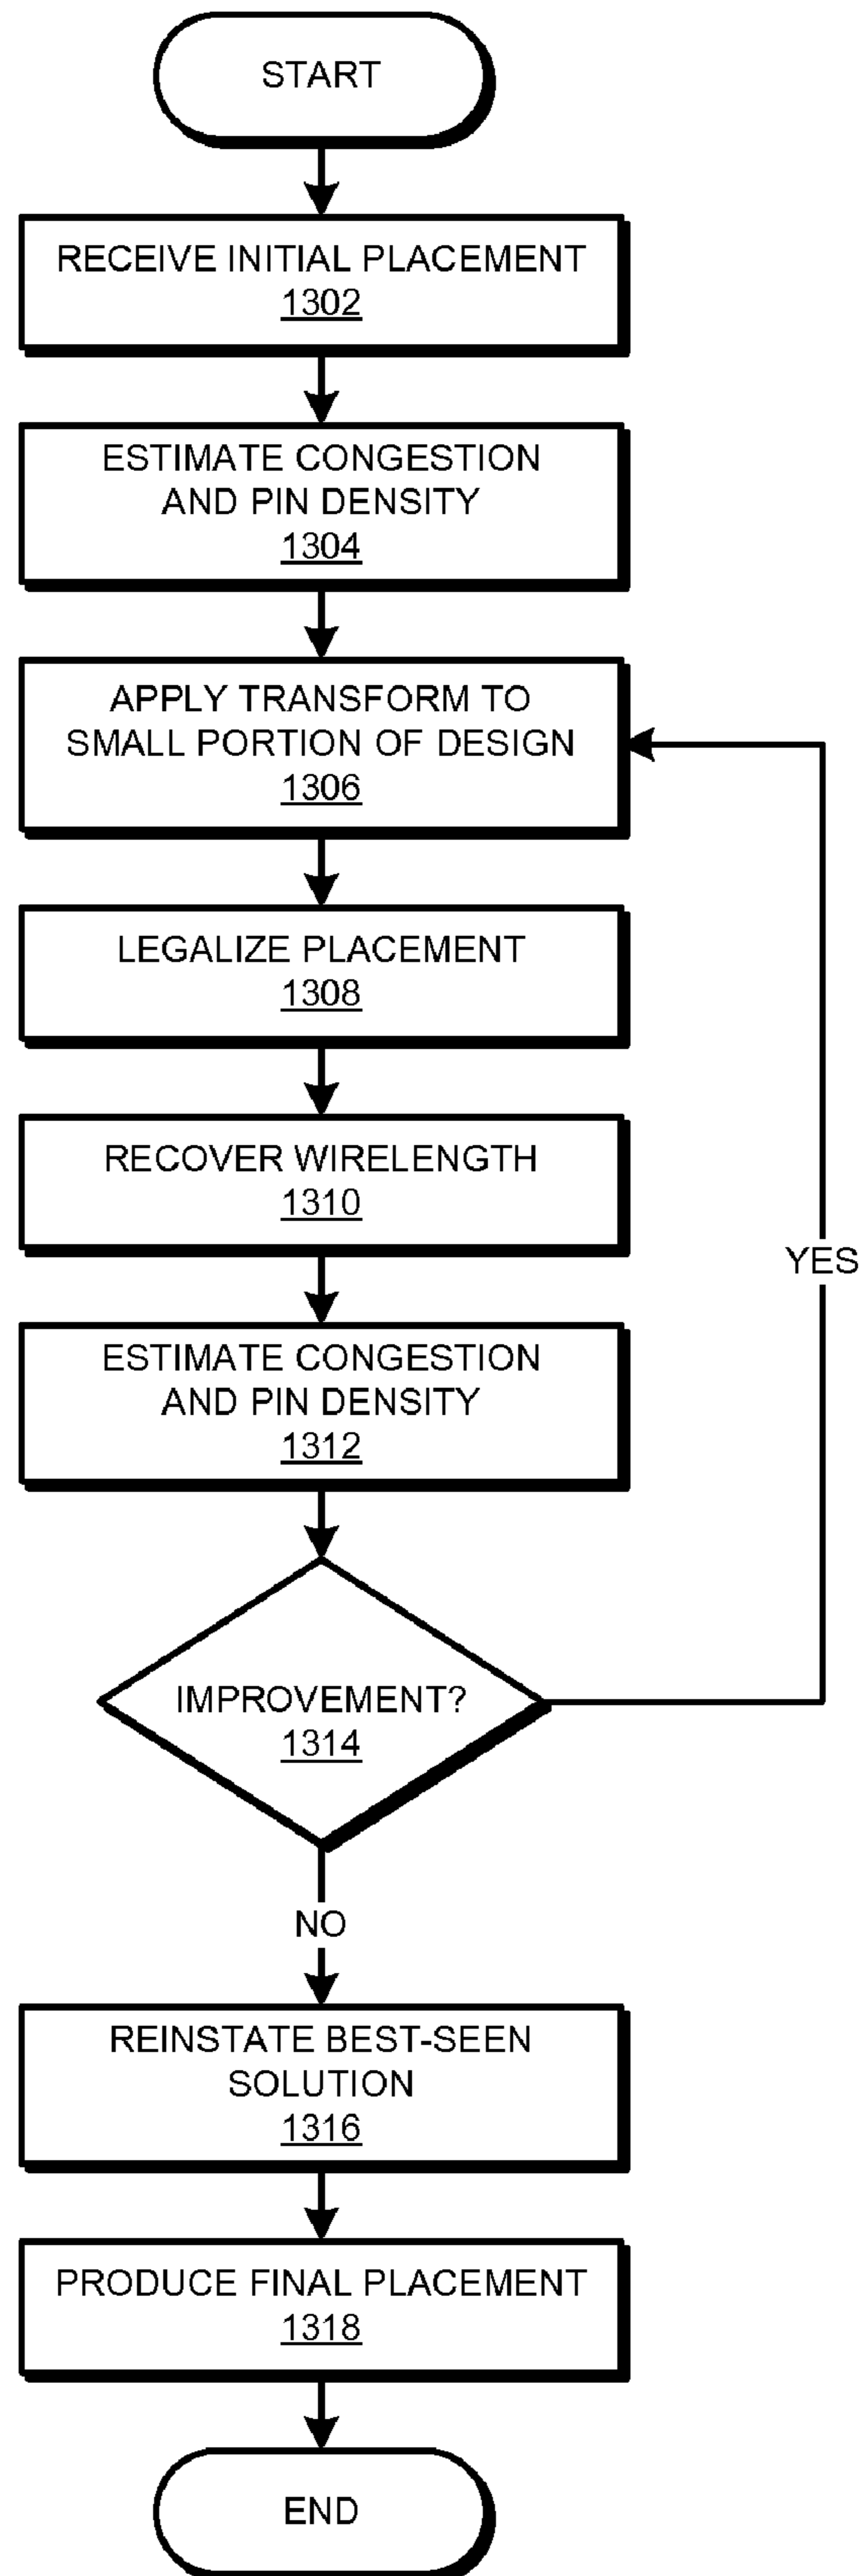 START
RECEIVE INITIAL PLACEMENT
1302
ESTIMATE CONGESTION
AND PIN DENSITY
1304
APPLY TRANSFORM TO
SMALL PORTION OF DESIGN
1306
LEGALIZE PLACEMENT
1308
RECOVER WIRELENGTH
1310
YES
ESTIMATE CONGESTION
AND PIN DENSITY
1312
IMPROVEMENT?
1314
NO
REINSTATE BEST-SEEN
SOLUTION
1316
PRODUCE FINAL PLACEMENT
1318
END